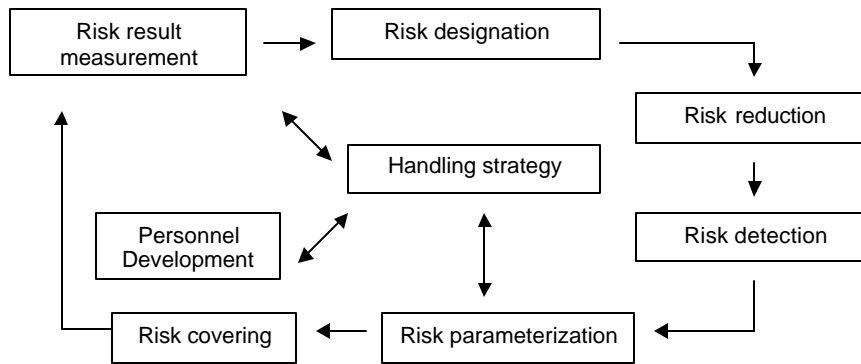 Risk result
measurement
Risk designation
Risk reduction
Handling strategy
Personnel
Development
Risk detection
Risk covering
Risk parameterization